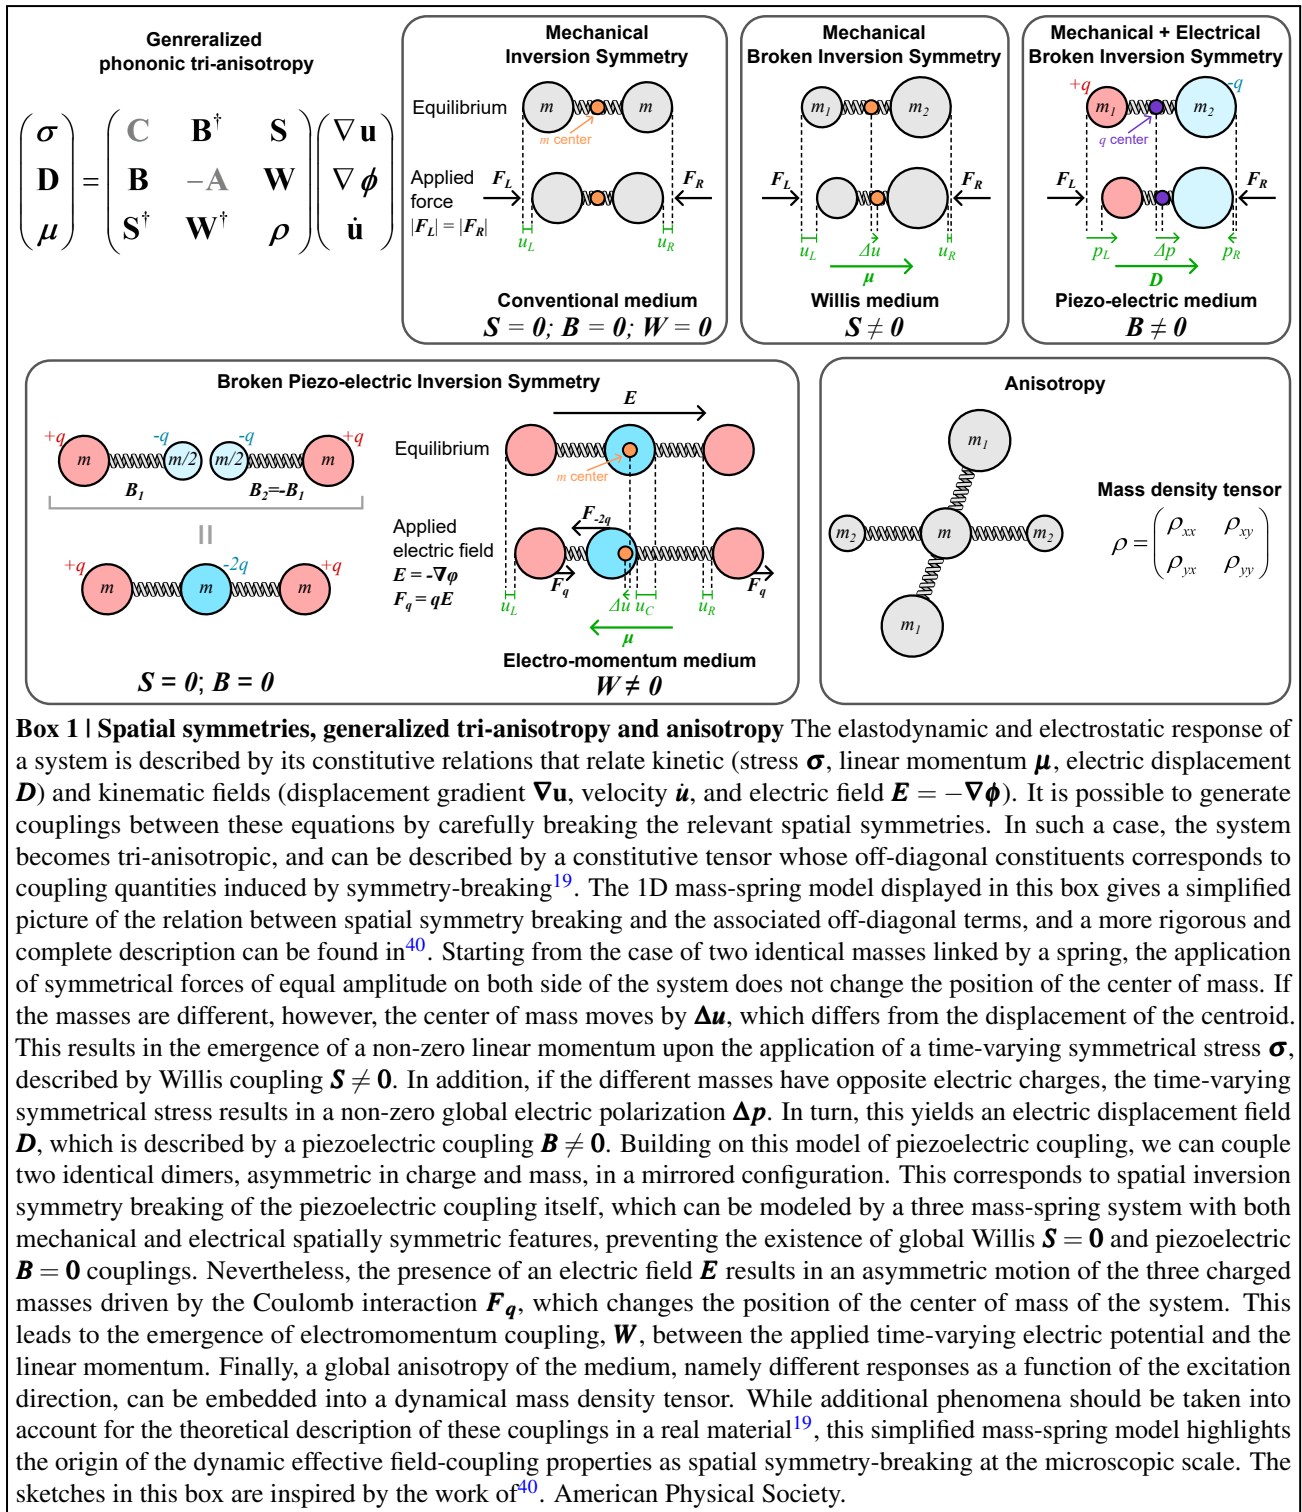 Genreralized
phononic tri-anisotropy
(σ D μ) = (C B† S; B −A W; S† W† ρ)(∇u ∇ϕ u̇)
Mechanical
Inversion Symmetry
Equilibrium
m m
m center
Applied
force
|F_L| = |F_R|
F_L F_R
u_L u_R
Conventional medium
S = 0; B = 0; W = 0
Mechanical
Broken Inversion Symmetry
m₁ m₂
F_L F_R
u_L Δu u_R
μ
Willis medium
S ≠ 0
Mechanical + Electrical
Broken Inversion Symmetry
+q -q
m₁ m₂
q center
F_L F_R
p_L Δp p_R
D
Piezo-electric medium
B ≠ 0
Broken Piezo-electric Inversion Symmetry
+q -q -q +q
m m/2 m/2 m
B₁ B₂=-B₁
=
+q -2q +q
m m m
S = 0; B = 0
E
Equilibrium
m center
Applied
electric field
E = -∇φ
F_q = qE
F_-2q
F_q F_q
u_L Δu u_C u_R
μ
Electro-momentum medium
W ≠ 0
Anisotropy
m₁
m₂ m m₂
m₁
Mass density tensor
ρ = (ρ_xx ρ_xy; ρ_yx ρ_yy)
Box 1 | Spatial symmetries, generalized tri-anisotropy and anisotropy The elastodynamic and electrostatic response of
a system is described by its constitutive relations that relate kinetic (stress σ, linear momentum μ, electric displacement
D) and kinematic fields (displacement gradient ∇u, velocity u̇, and electric field E = −∇ϕ). It is possible to generate
couplings between these equations by carefully breaking the relevant spatial symmetries. In such a case, the system
becomes tri-anisotropic, and can be described by a constitutive tensor whose off-diagonal constituents corresponds to
coupling quantities induced by symmetry-breaking¹⁹. The 1D mass-spring model displayed in this box gives a simplified
picture of the relation between spatial symmetry breaking and the associated off-diagonal terms, and a more rigorous and
complete description can be found in⁴⁰. Starting from the case of two identical masses linked by a spring, the application
of symmetrical forces of equal amplitude on both side of the system does not change the position of the center of mass. If
the masses are different, however, the center of mass moves by Δu, which differs from the displacement of the centroid.
This results in the emergence of a non-zero linear momentum upon the application of a time-varying symmetrical stress σ,
described by Willis coupling S ≠ 0. In addition, if the different masses have opposite electric charges, the time-varying
symmetrical stress results in a non-zero global electric polarization Δp. In turn, this yields an electric displacement field
D, which is described by a piezoelectric coupling B ≠ 0. Building on this model of piezoelectric coupling, we can couple
two identical dimers, asymmetric in charge and mass, in a mirrored configuration. This corresponds to spatial inversion
symmetry breaking of the piezoelectric coupling itself, which can be modeled by a three mass-spring system with both
mechanical and electrical spatially symmetric features, preventing the existence of global Willis S = 0 and piezoelectric
B = 0 couplings. Nevertheless, the presence of an electric field E results in an asymmetric motion of the three charged
masses driven by the Coulomb interaction F_q, which changes the position of the center of mass of the system. This
leads to the emergence of electromomentum coupling, W, between the applied time-varying electric potential and the
linear momentum. Finally, a global anisotropy of the medium, namely different responses as a function of the excitation
direction, can be embedded into a dynamical mass density tensor. While additional phenomena should be taken into
account for the theoretical description of these couplings in a real material¹⁹, this simplified mass-spring model highlights
the origin of the dynamic effective field-coupling properties as spatial symmetry-breaking at the microscopic scale. The
sketches in this box are inspired by the work of⁴⁰. American Physical Society.